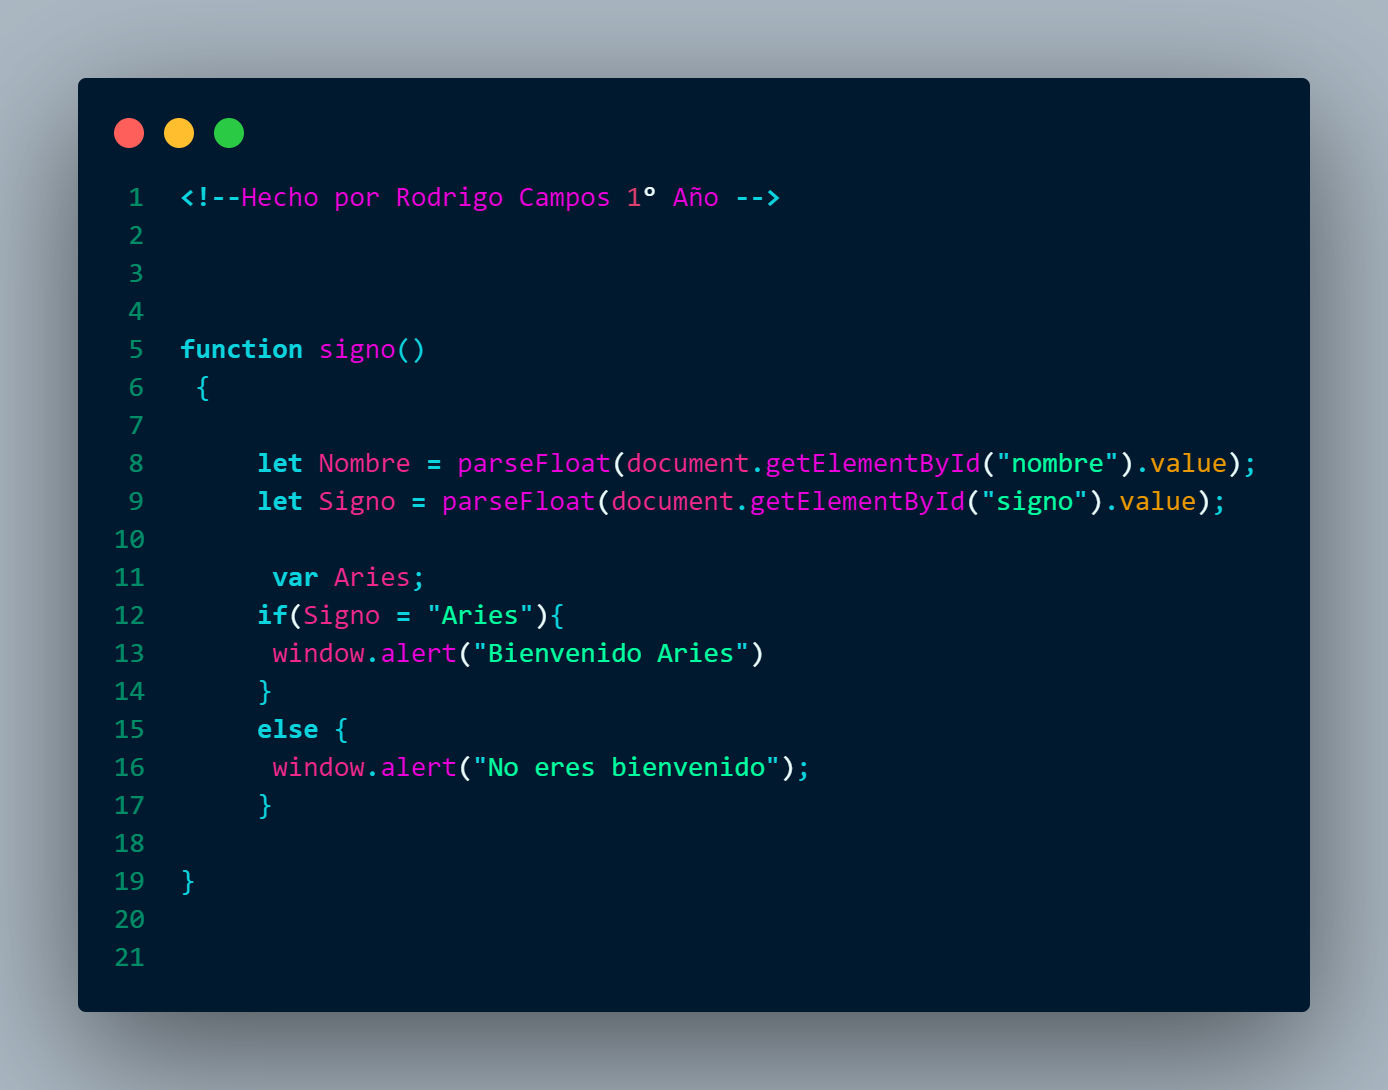 1 <!--Hecho por Rodrigo Campos 1º Año -->
2
3
4
5 function signo()
6 {
7
8 let Nombre = parseFloat(document.getElementById("nombre").value);
9 let Signo = parseFloat(document.getElementById("signo").value);
10
11 var Aries;
12 if(Signo = "Aries"){
13 window.alert("Bienvenido Aries")
14 }
15 else {
16 window.alert("No eres bienvenido");
17 }
18
19 }
20
21